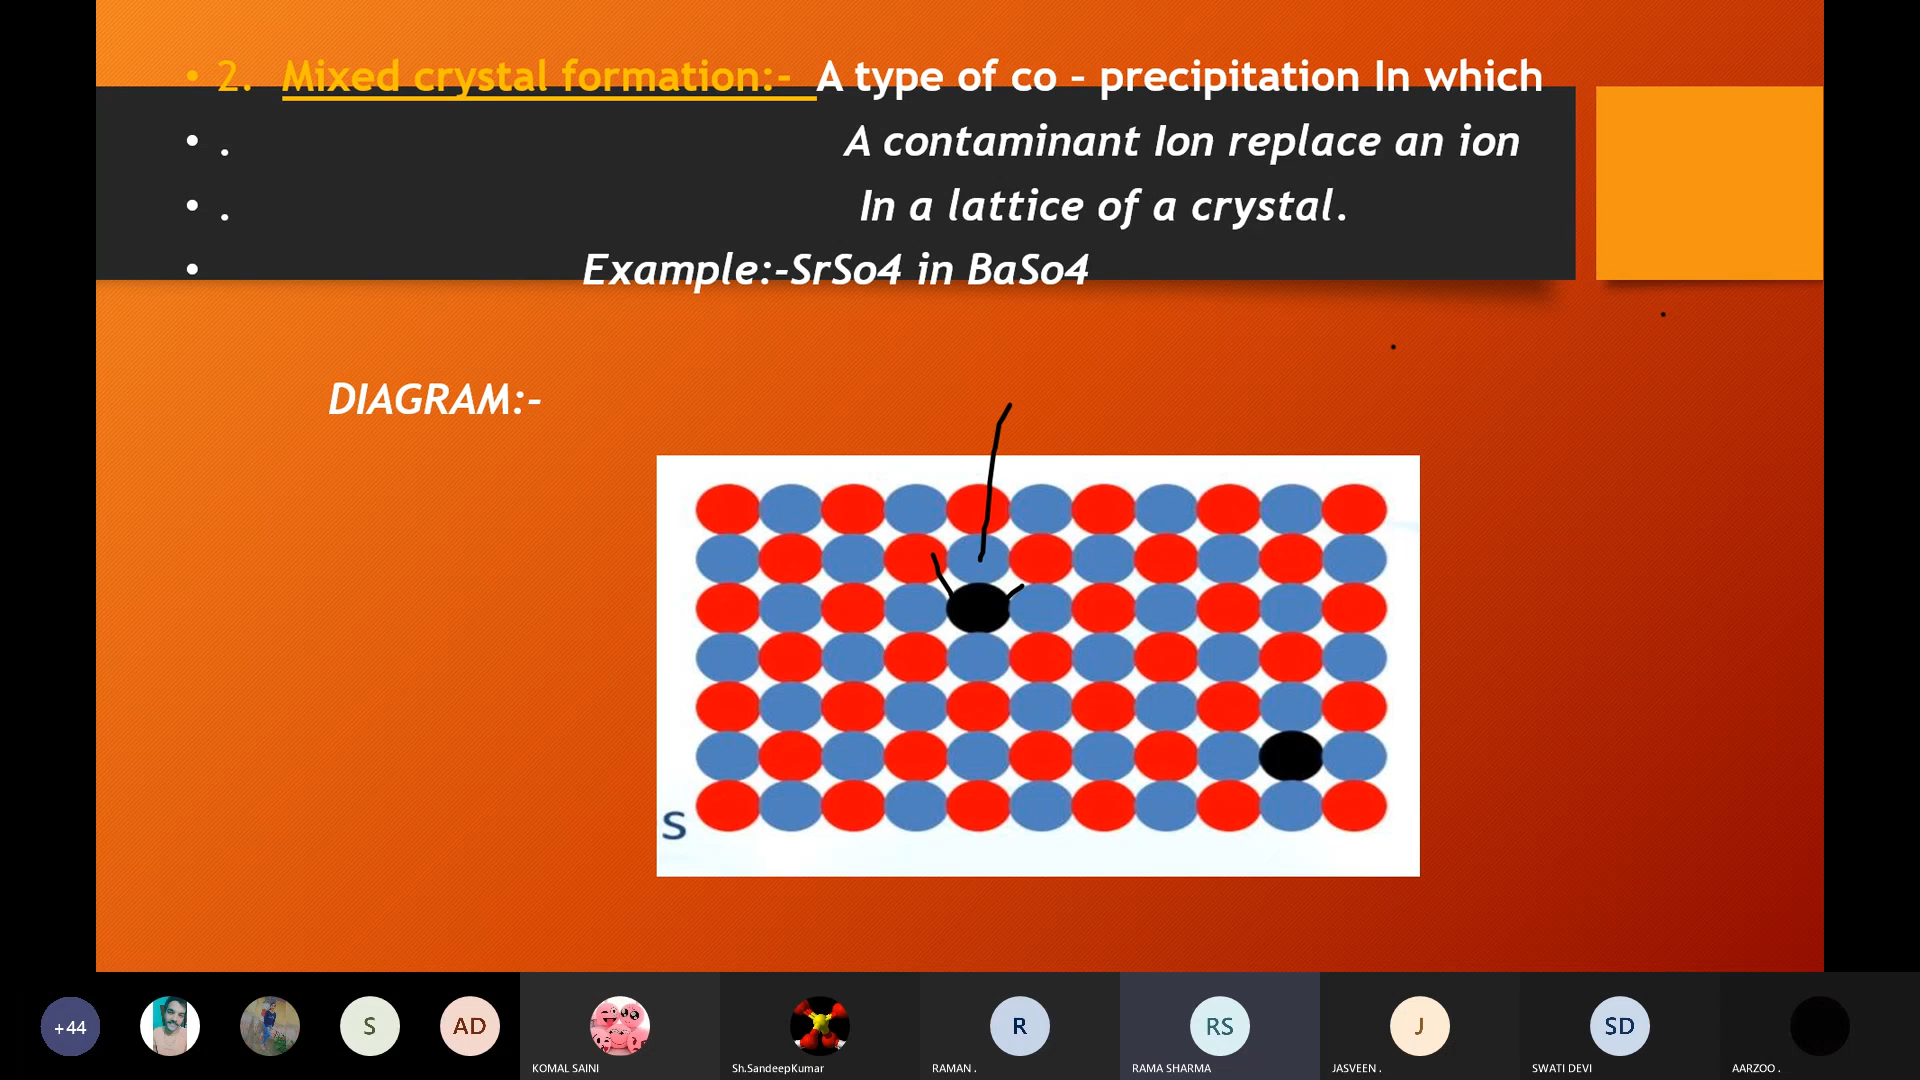 • 2. Mixed crystal formation:- A type of co – precipitation In which
• . A contaminant Ion replace an ion
• . In a lattice of a crystal.
• Example:-SrSo4 in BaSo4
DIAGRAM:-
S
+44
S
AD
R
RS
J
SD
KOMAL SAINI
Sh.SandeepKumar
RAMAN .
RAMA SHARMA
JASVEEN .
SWATI DEVI
AARZOO .